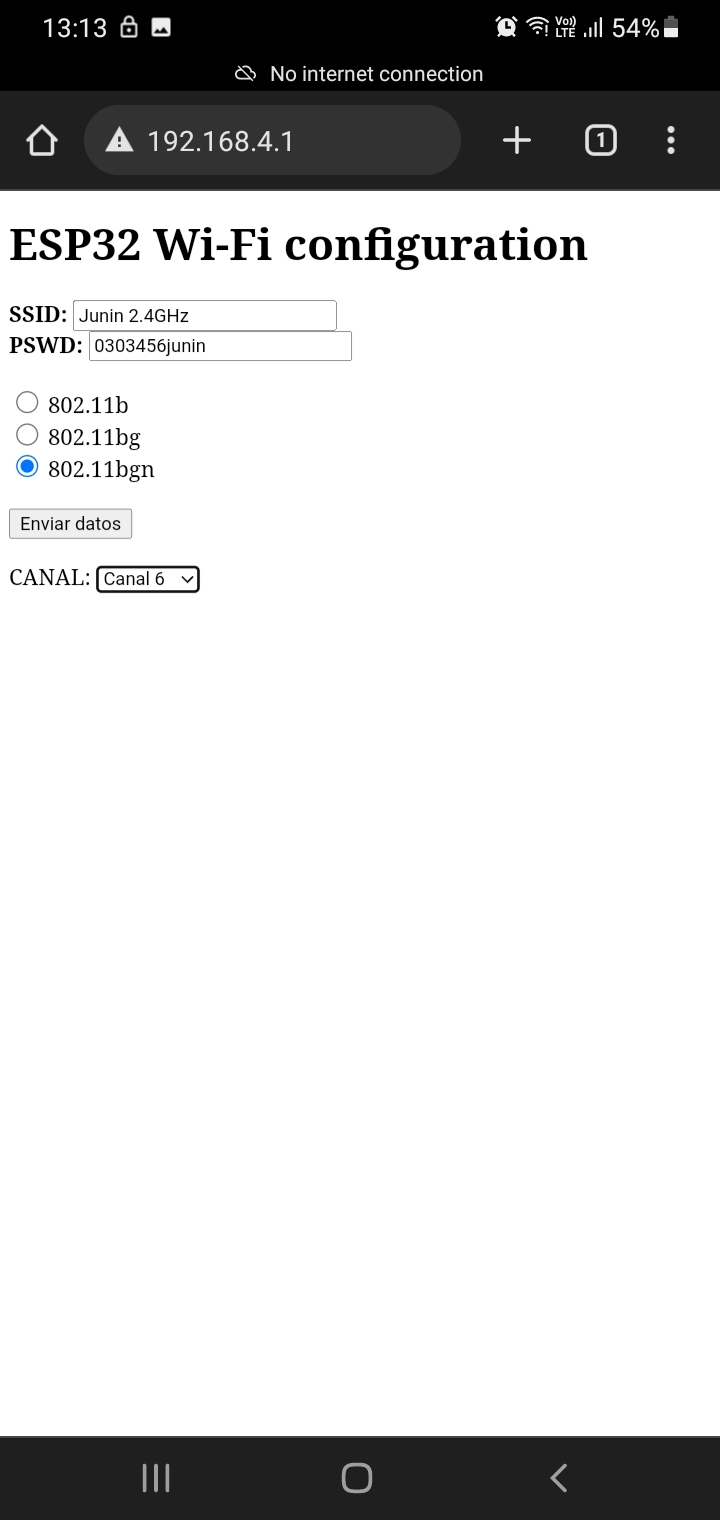 13:13 Vo)) LTE 54%
No internet connection
192.168.4.1 1
ESP32 Wi-Fi configuration
SSID: Junin 2.4GHz
PSWD: 0303456junin
802.11b
802.11bg
802.11bgn
Enviar datos
CANAL: Canal 6